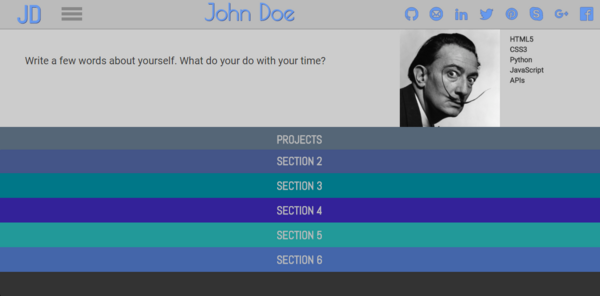 JD
John Doe
Write a few words about yourself. What do your do with your time?
HTML5
CSS3
Python
JavaScript
APIs
PROJECTS
SECTION 2
SECTION 3
SECTION 4
SECTION 5
SECTION 6